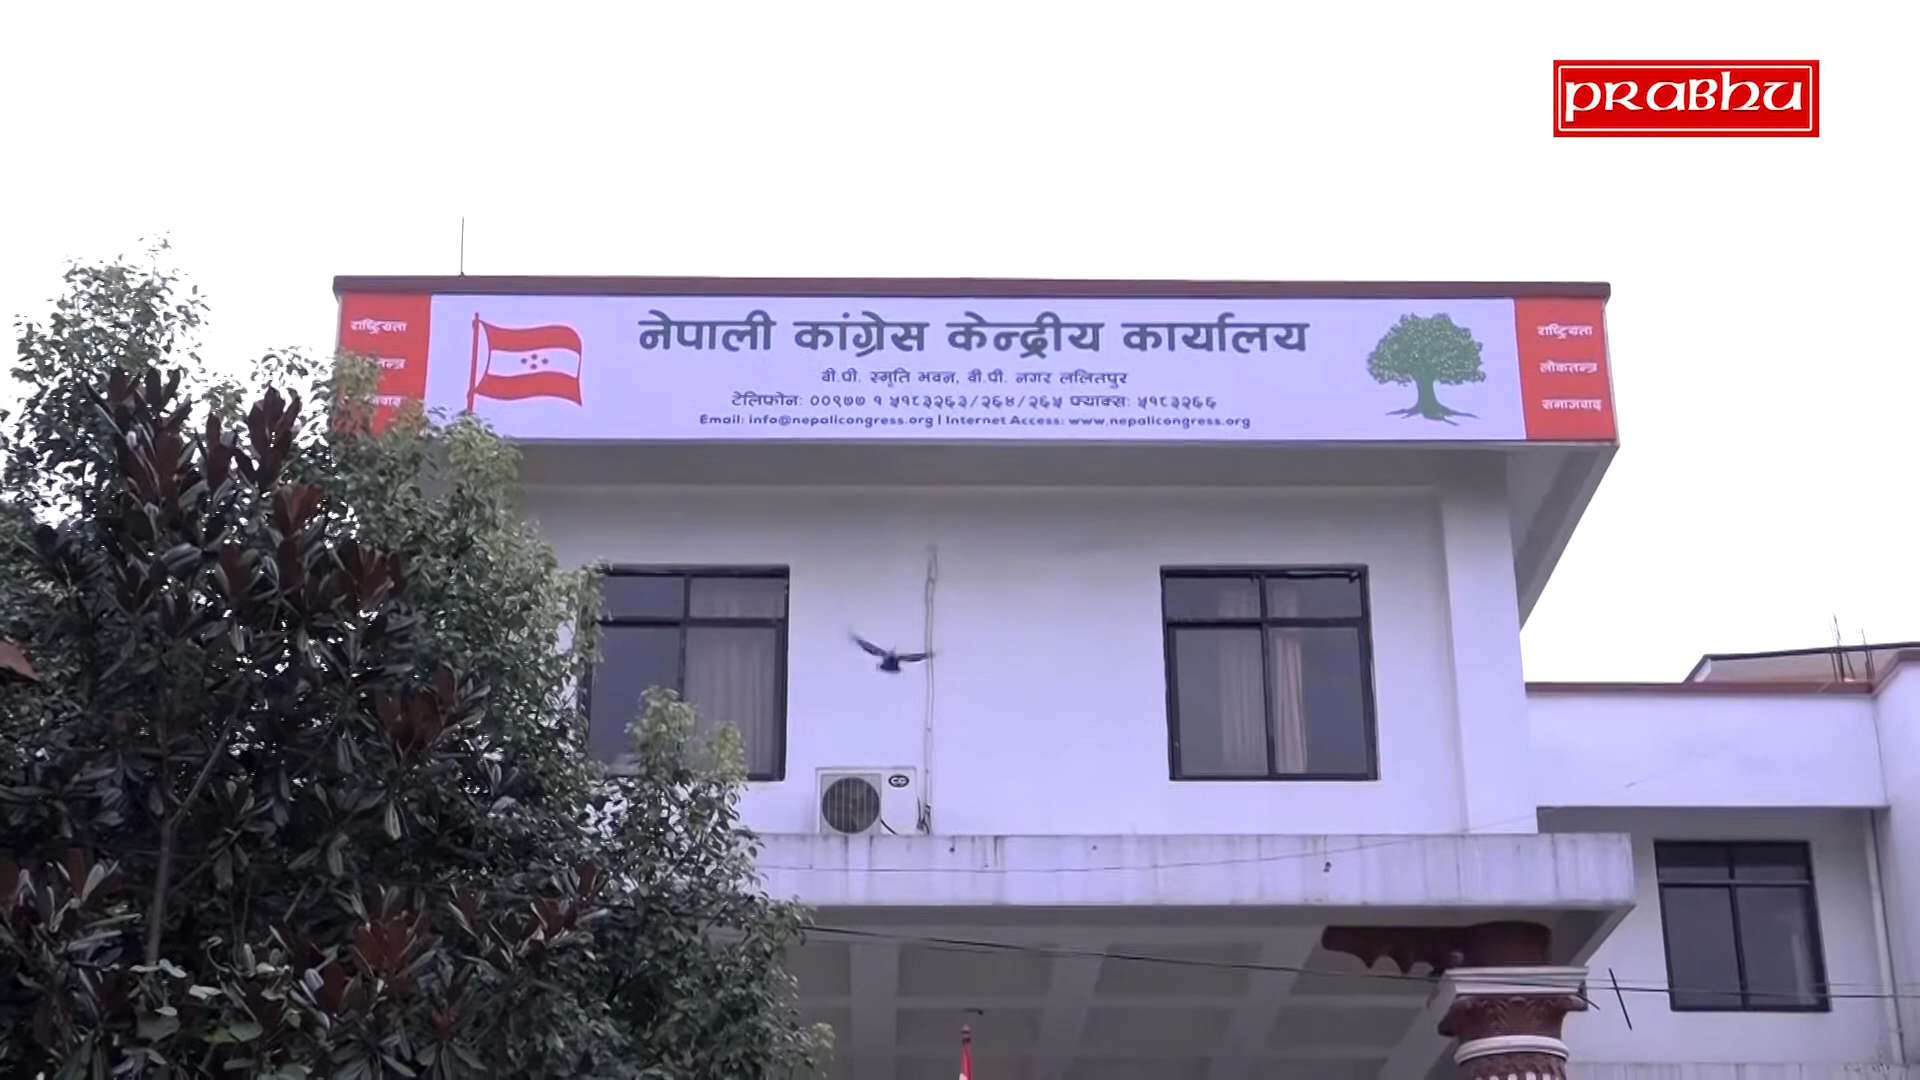 PRABHU
नेपाली कांग्रेस केन्द्रीय कार्यालय
बी.पी. स्मृति भवन, बी.पी. नगर ललितपुर
टेलिफोन: ००९७७ १ ५१८३२६३/२६४/२६५ फ्याक्स: ५१८३२६६
Email: info@nepalicongress.org | Internet Access: www.nepalicongress.org
राष्ट्रियता
राष्ट्रियता
लोकतन्त्र
समाजवाद
CG